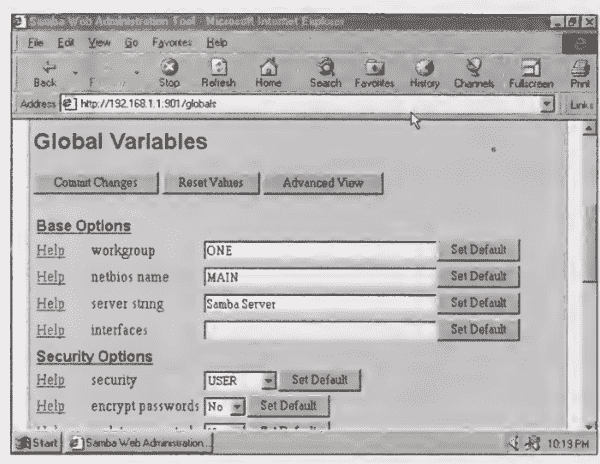 Samba Web Administration Tool - Microsoft Internet Explorer
File Edit View Go Favorites Help
Back Stop Refresh Home Search Favorites History Channels Fullscreen Print
Address http://192.168.1.1:901/globals Links
Global Variables
Commit Changes Reset Values Advanced View
Base Options
Help workgroup ONE Set Default
Help netbios name MAIN Set Default
Help server string Samba Server Set Default
Help interfaces Set Default
Security Options
Help security USER Set Default
Help encrypt passwords No Set Default
Start Samba Web Administration... 10:19 PM